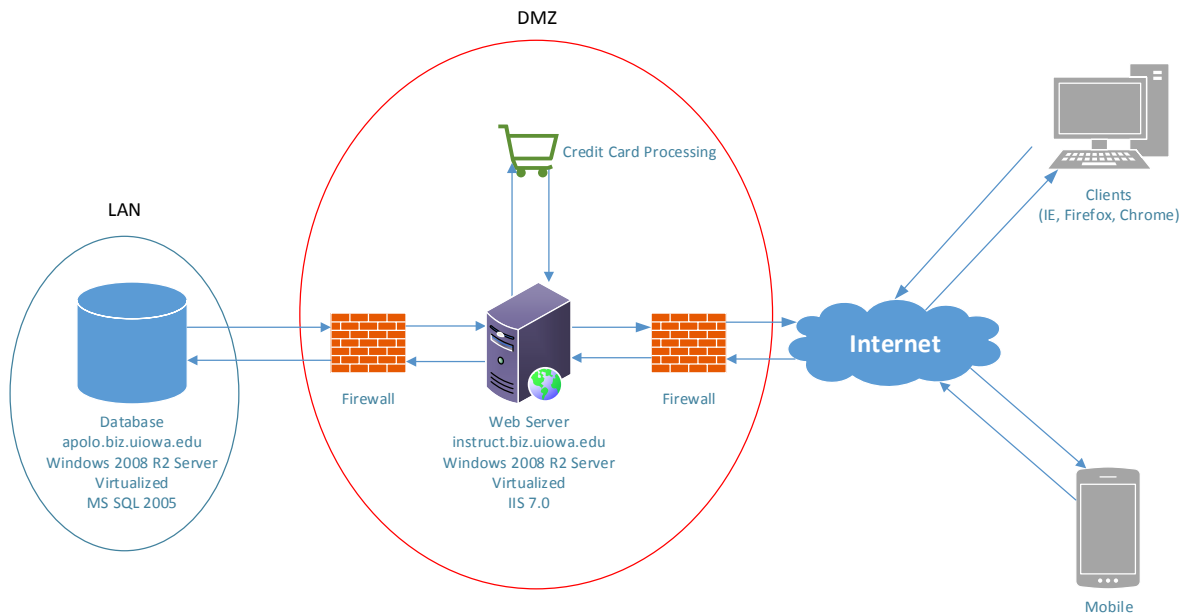 DMZ
Credit Card Processing
Clients
(IE, Firefox, Chrome)
LAN
Internet
Firewall
Firewall
Database
apolo.biz.uiowa.edu
Windows 2008 R2 Server
Virtualized
MS SQL 2005
Web Server
instruct.biz.uiowa.edu
Windows 2008 R2 Server
Virtualized
IIS 7.0
Mobile